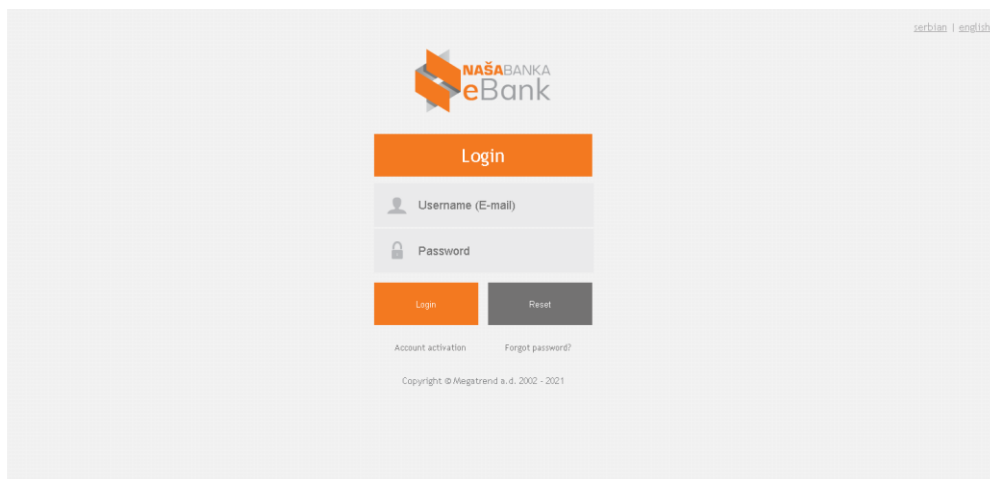 serbian | english
NAŠABANKA
eBank
Login
Username (E-mail)
Password
Login Reset
Account activation Forgot password?
Copyright © Megatrend a.d. 2002 - 2021